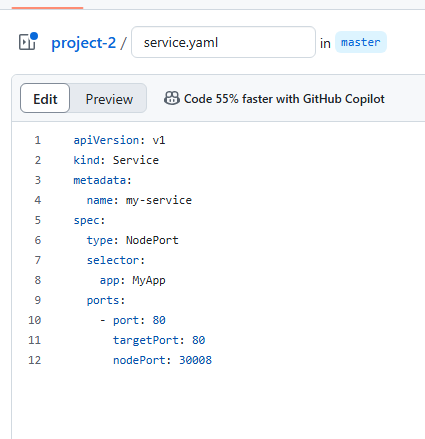 project-2 / service.yaml in master
Edit Preview Code 55% faster with GitHub Copilot
1 apiVersion: v1
2 kind: Service
3 metadata:
4   name: my-service
5 spec:
6   type: NodePort
7   selector:
8     app: MyApp
9   ports:
10     - port: 80
11       targetPort: 80
12       nodePort: 30008